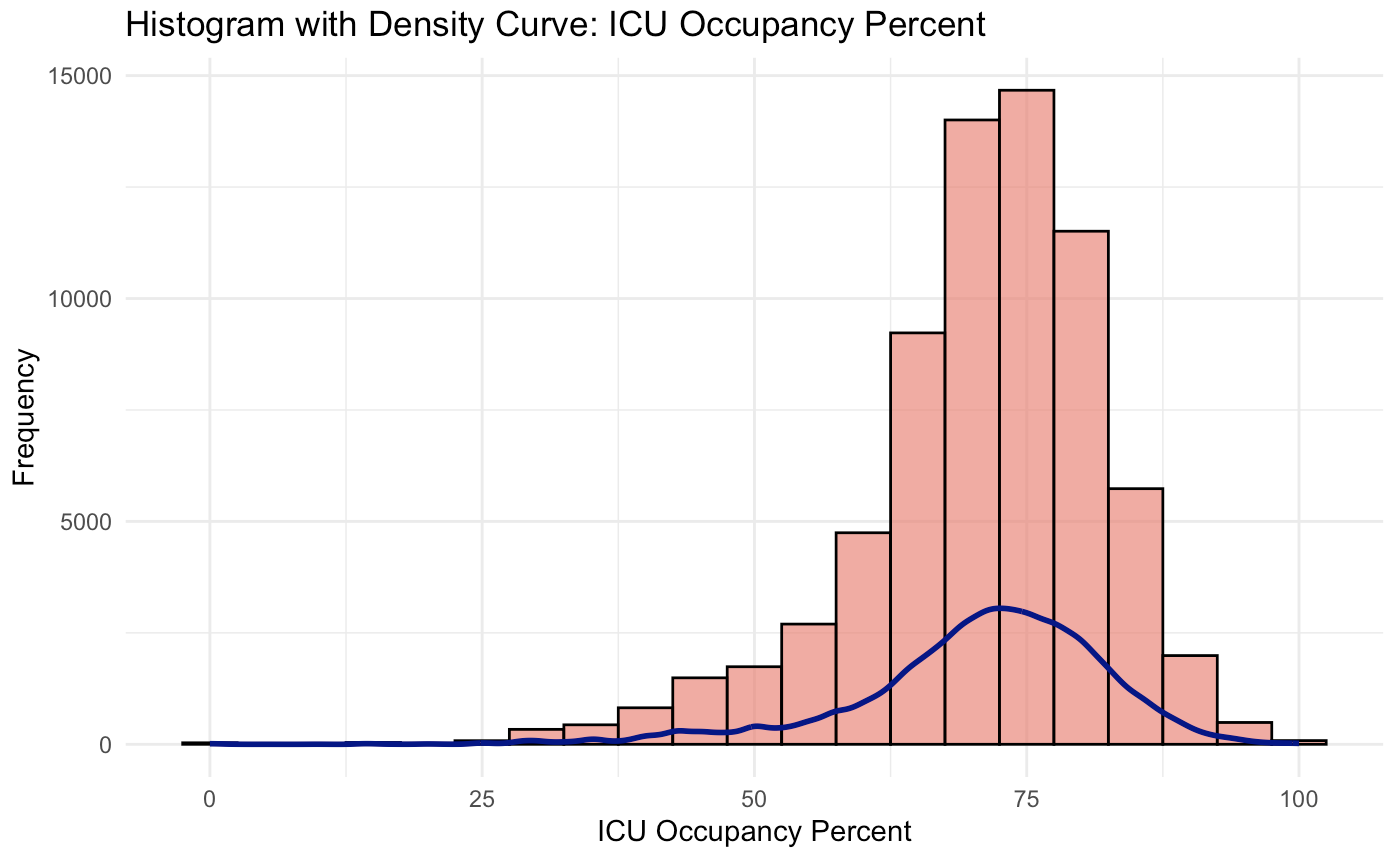 Histogram with Density Curve: ICU Occupancy Percent
15000
10000
5000
0
Frequency
0 25 50 75 100
ICU Occupancy Percent